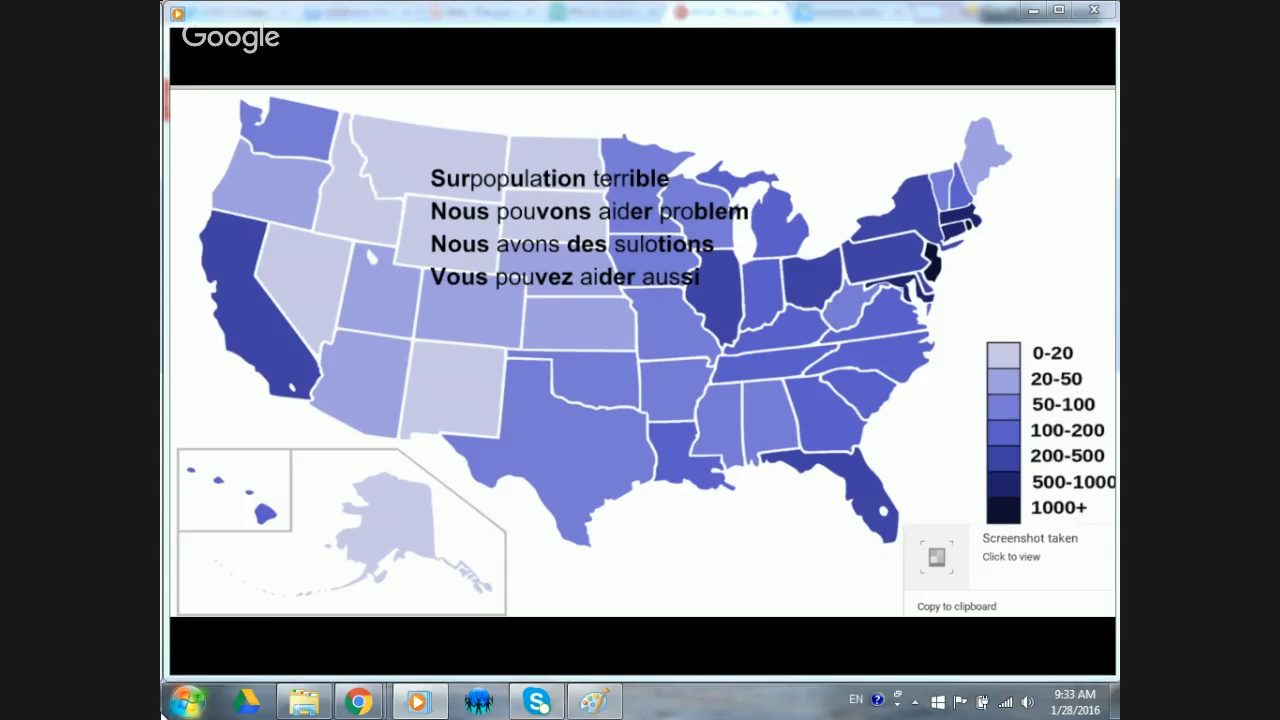 Google
Surpopulation terrible
Nous pouvons aider problem
Nous avons des sulotions
Vous pouvez aider aussi
0-20
20-50
50-100
100-200
200-500
500-1000
1000+
Screenshot taken
Click to view
Copy to clipboard
EN
9:33 AM
1/28/2016